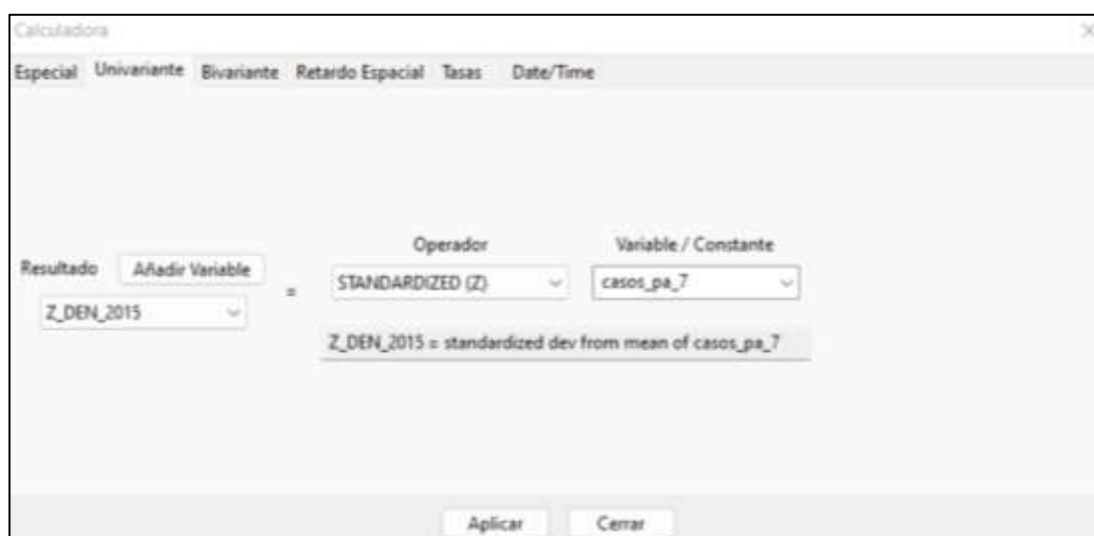 Calculadora
Especial Univariante Bivariante Retardo Espacial Tasas Date/Time
Operador Variable / Constante
Resultado Añadir Variable = STANDARDIZED (Z) casos_pa_7
Z_DEN_2015
Z_DEN_2015 = standardized dev from mean of casos_pa_7
Aplicar Cerrar